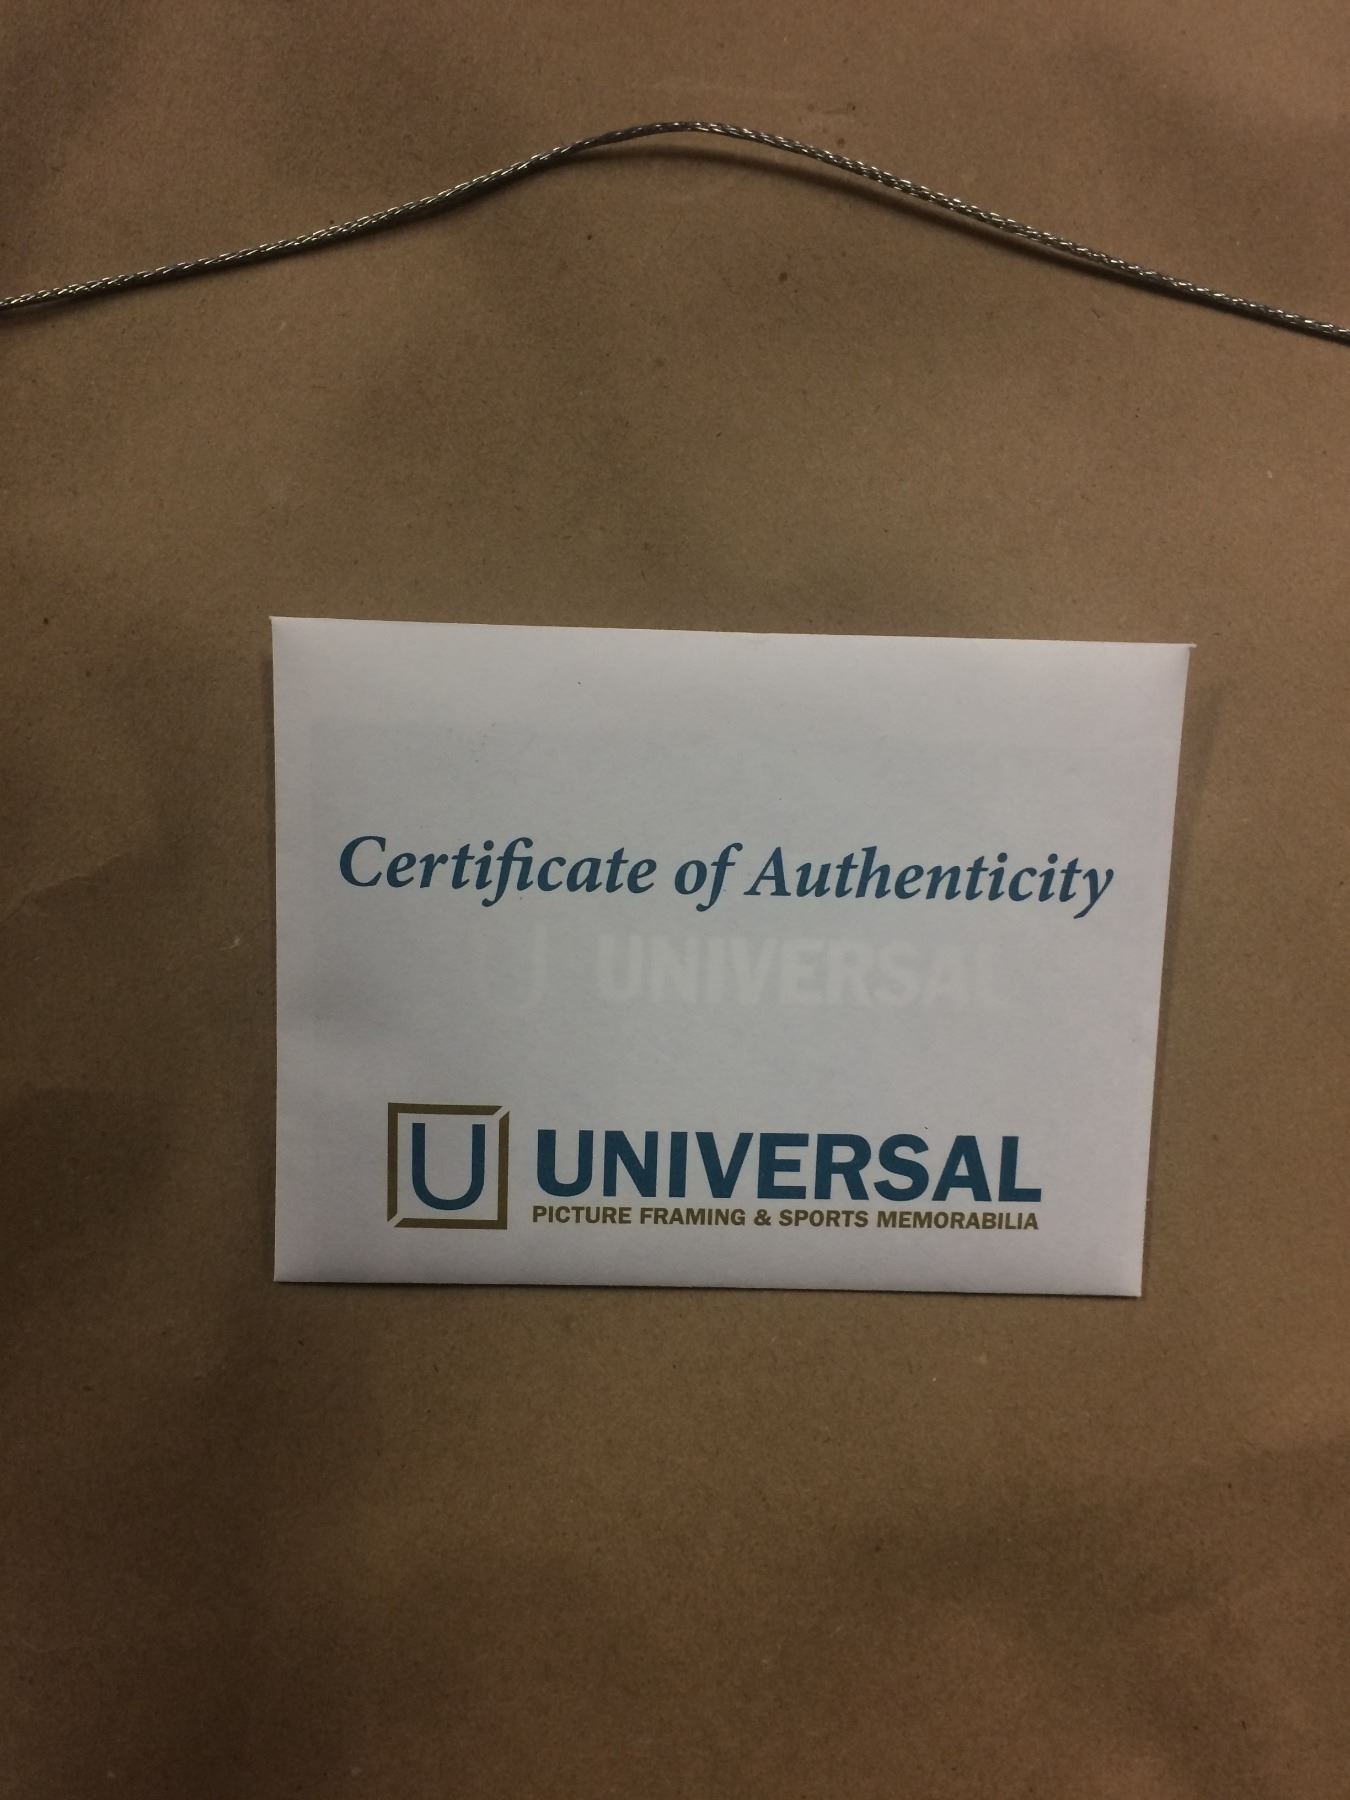 Certificate of Authenticity
U UNIVERSAL
U UNIVERSAL
PICTURE FRAMING & SPORTS MEMORABILIA